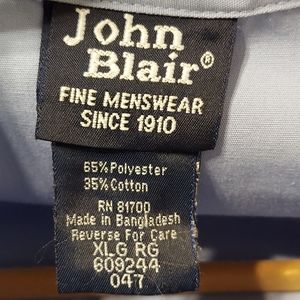 John
Blair®
FINE MENSWEAR
SINCE 1910
65% Polyester
35% Cotton
RN 81700
Made in Bangladesh
Reverse For Care
XLG RG
609244
047